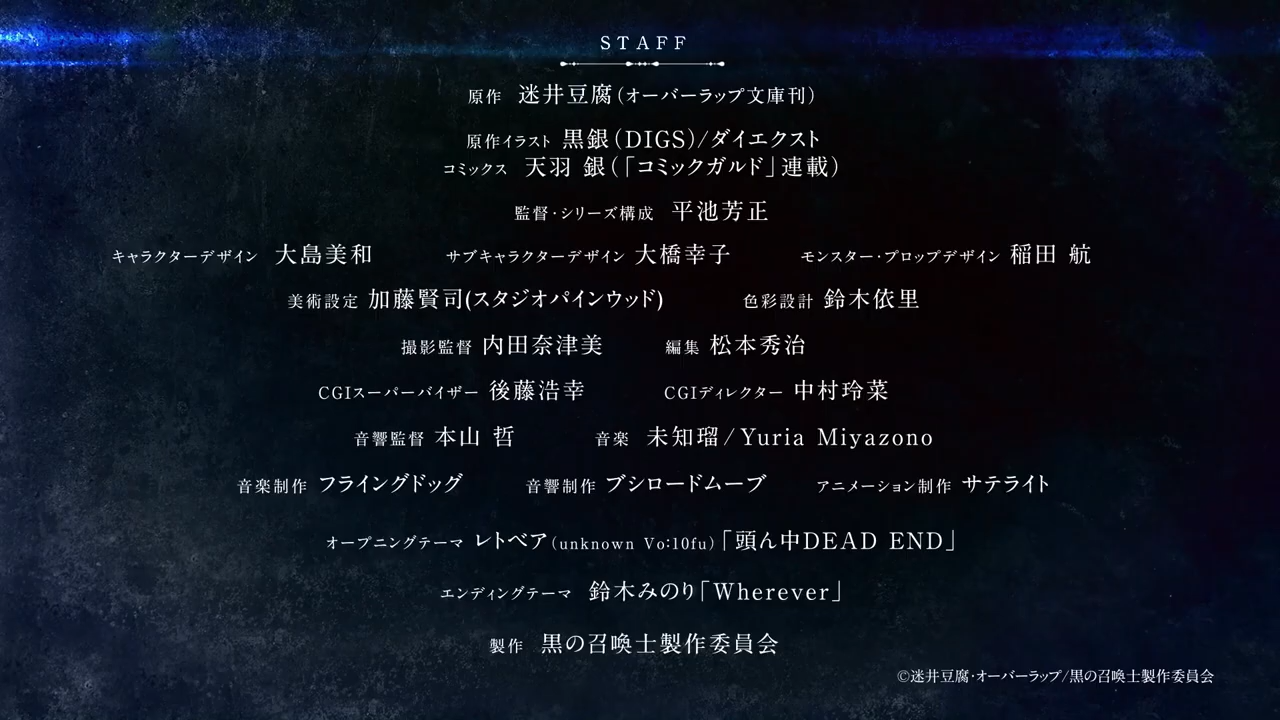 STAFF
原作 迷井豆腐(オーバーラップ文庫刊)
原作イラスト 黒銀(DIGS)/ダイエクスト
コミックス 天羽 銀(「コミックガルド」連載)
監督・シリーズ構成 平池芳正
キャラクターデザイン 大島美和 サブキャラクターデザイン 大橋幸子 モンスター・プロップデザイン 稲田 航
美術設定 加藤賢司(スタジオパインウッド) 色彩設計 鈴木依里
撮影監督 内田奈津美 編集 松本秀治
CGIスーパーバイザー 後藤浩幸 CGIディレクター 中村玲菜
音響監督 本山 哲 音楽 未知瑠/Yuria Miyazono
音楽制作 フライングドッグ 音響制作 ブシロードムーブ アニメーション制作 サテライト
オープニングテーマ レトベア(unknown Vo:10fu)「頭ん中DEAD END」
エンディングテーマ 鈴木みのり「Wherever」
製作 黒の召喚士製作委員会
©迷井豆腐・オーバーラップ/黒の召喚士製作委員会